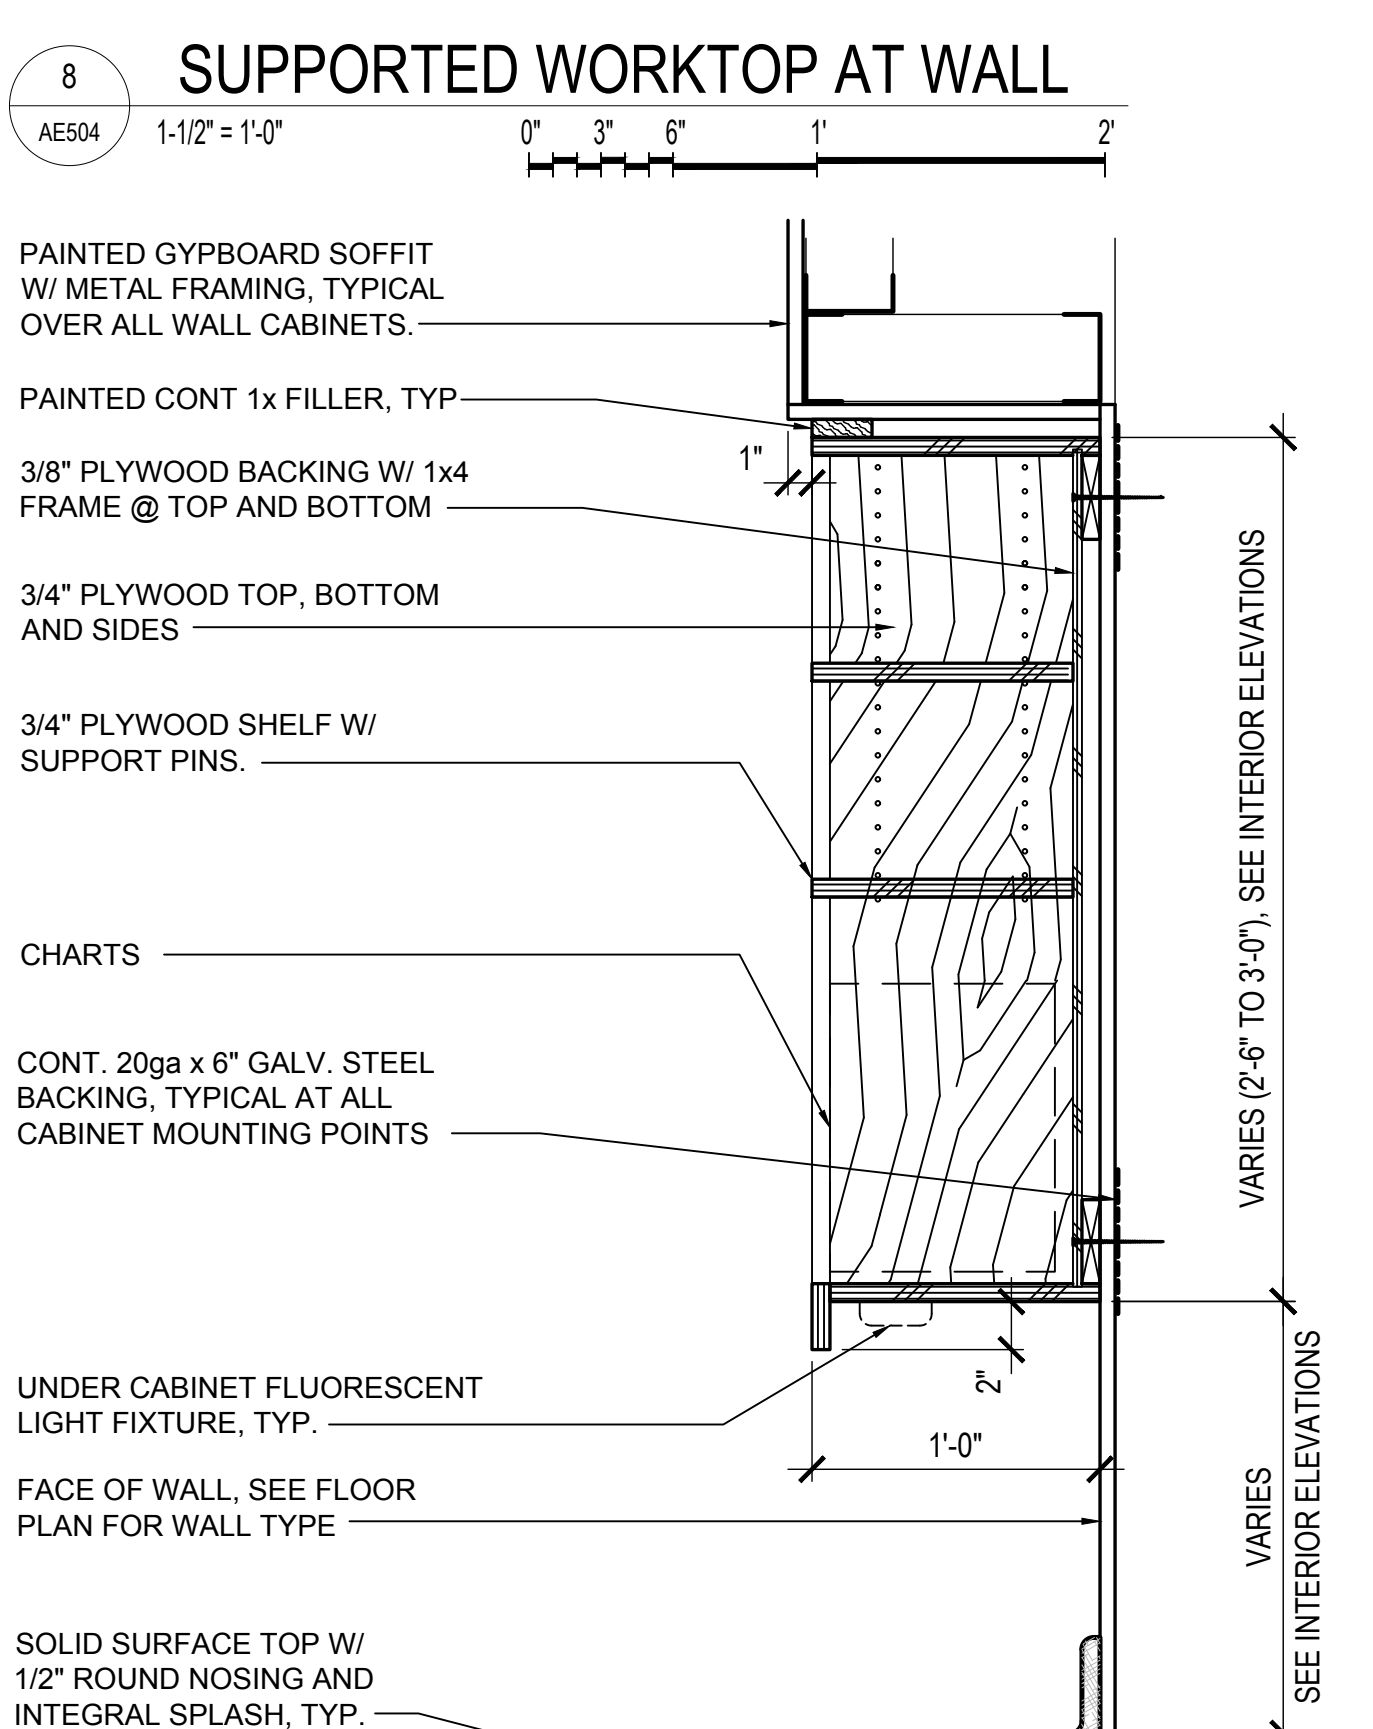 8
SUPPORTED WORKTOP AT WALL
AE504
1-1/2" = 1'-0"
0" 3" 6" 1' 2'
PAINTED GYPBOARD SOFFIT
W/ METAL FRAMING, TYPICAL
OVER ALL WALL CABINETS.
PAINTED CONT 1x FILLER, TYP
1"
3/8" PLYWOOD BACKING W/ 1x4
FRAME @ TOP AND BOTTOM
3/4" PLYWOOD TOP, BOTTOM
AND SIDES
3/4" PLYWOOD SHELF W/
SUPPORT PINS.
VARIES (2'-6" TO 3'-0"), SEE INTERIOR ELEVATIONS
CHARTS
CONT. 20ga x 6" GALV. STEEL
BACKING, TYPICAL AT ALL
CABINET MOUNTING POINTS
2"
UNDER CABINET FLUORESCENT
LIGHT FIXTURE, TYP.
1'-0"
FACE OF WALL, SEE FLOOR
PLAN FOR WALL TYPE
VARIES
SEE INTERIOR ELEVATIONS
SOLID SURFACE TOP W/
1/2" ROUND NOSING AND
INTEGRAL SPLASH, TYP.